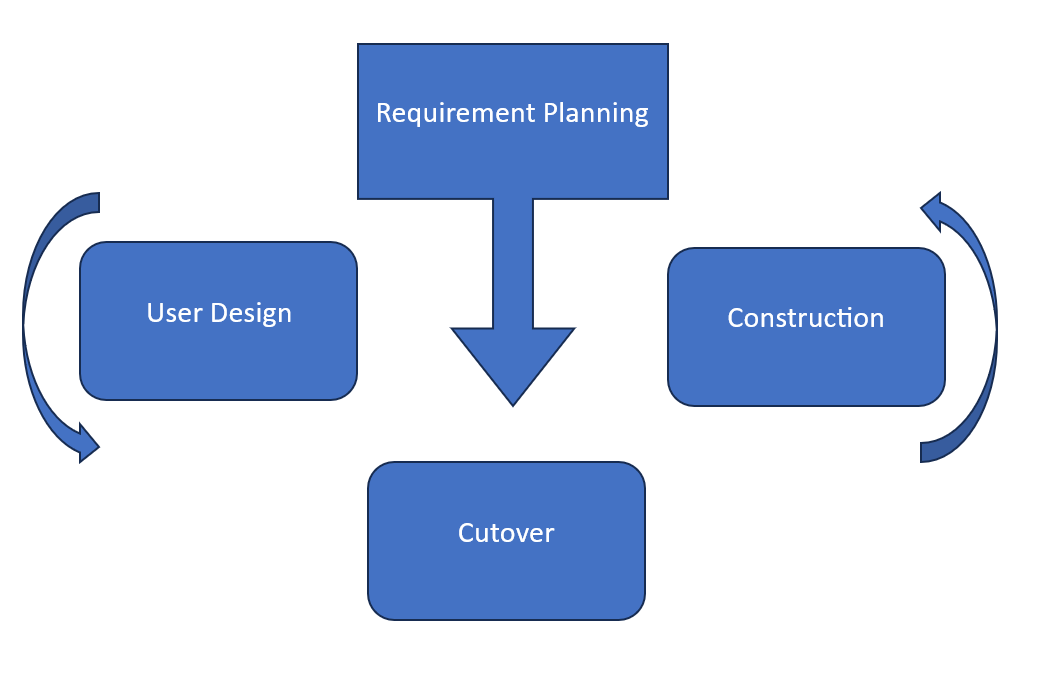 Requirement Planning
User Design
Construction
Cutover